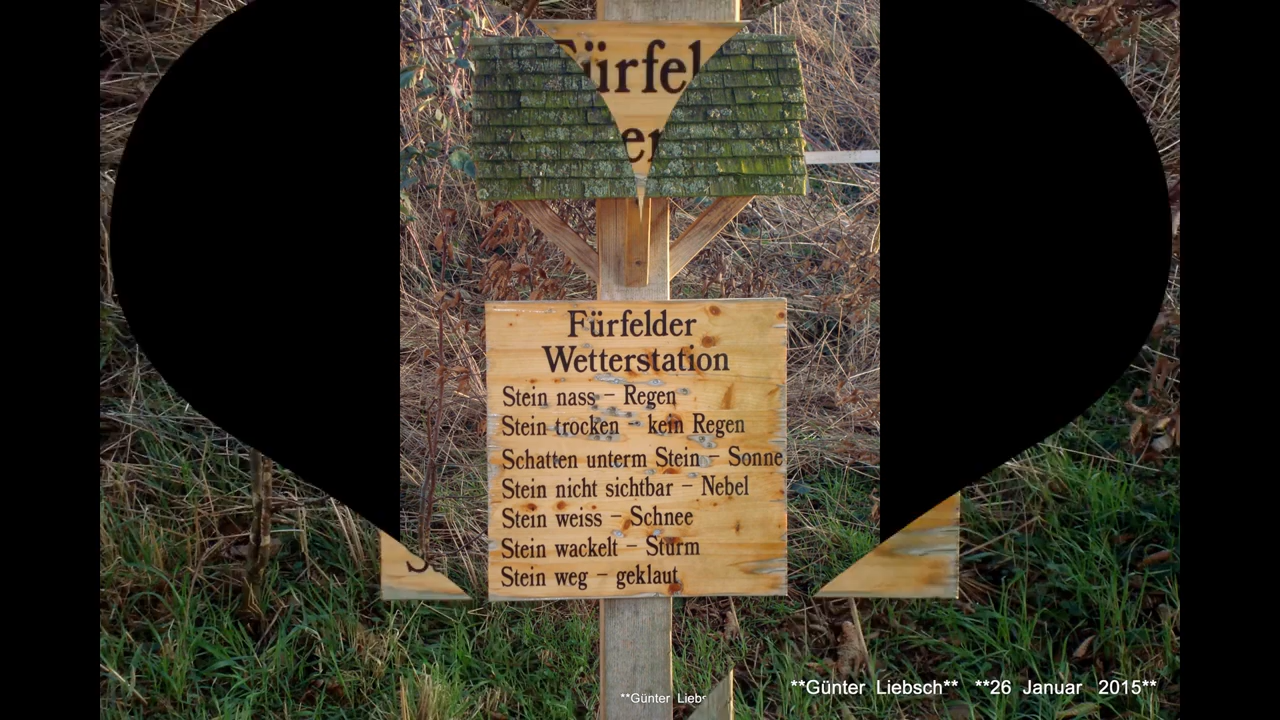 Fürfelder
Wetterstation
Stein nass – Regen
Stein trocken – kein Regen
Schatten unterm Stein – Sonne
Stein nicht sichtbar – Nebel
Stein weiss – Schnee
Stein wackelt – Sturm
Stein weg – geklaut
**Günter Liebsch** **26 Januar 2015**
**Günter